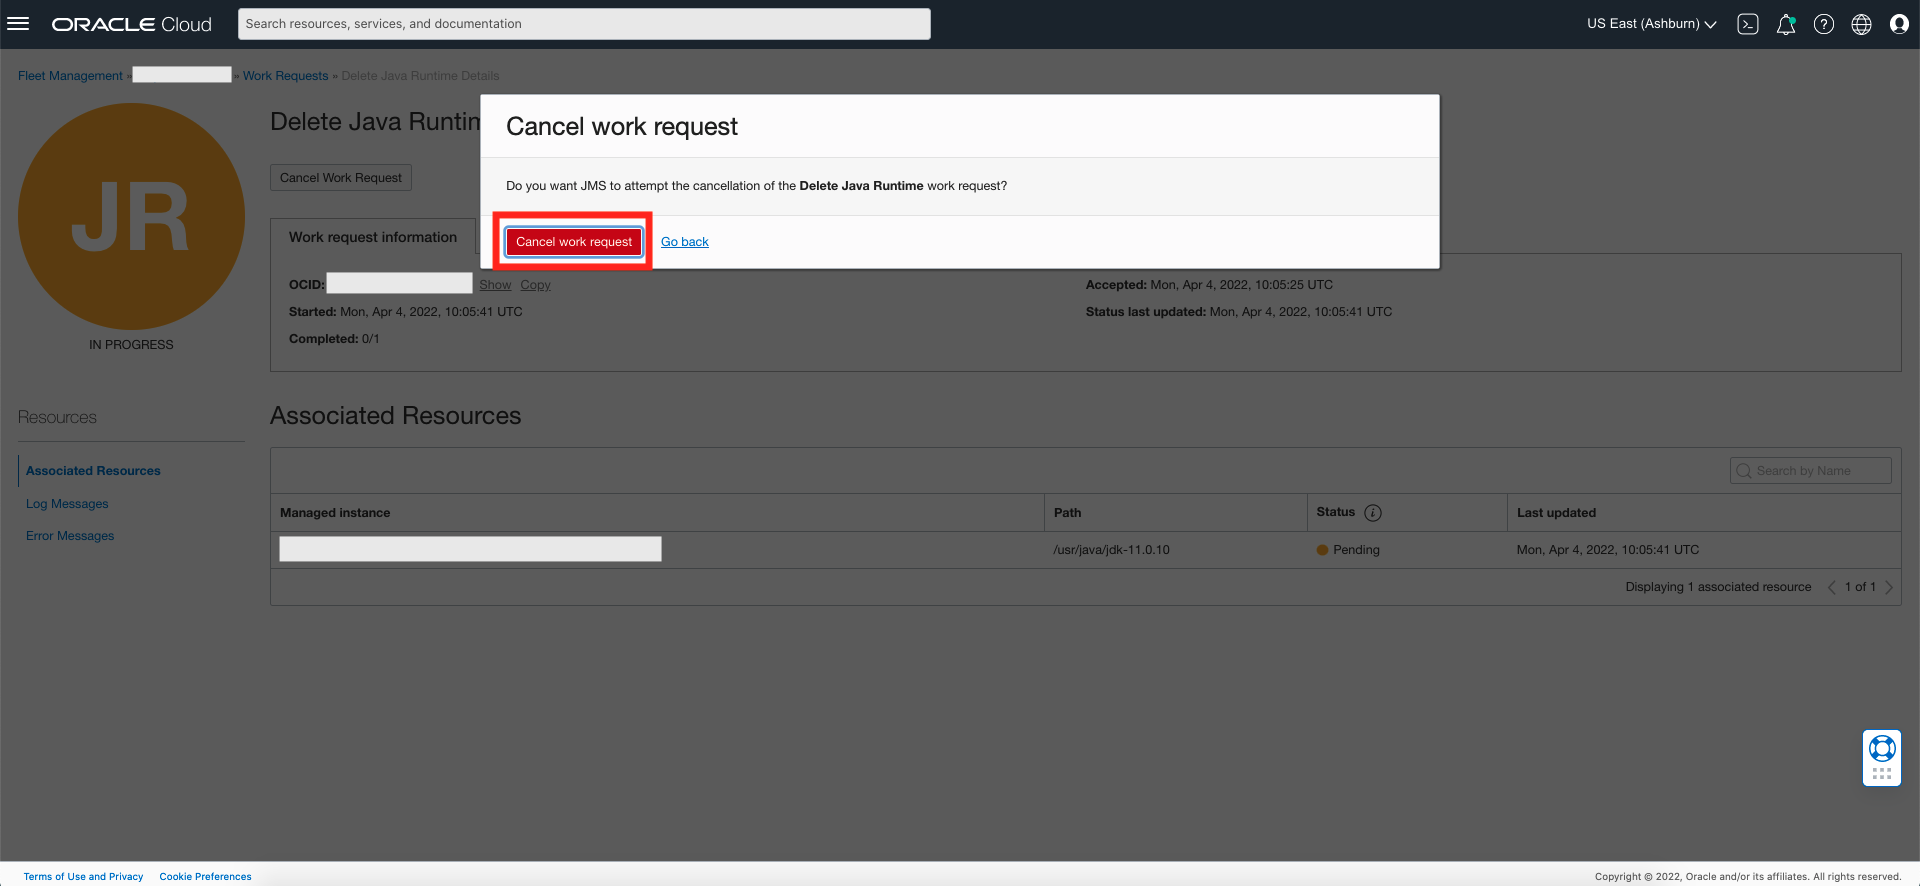 ORACLE Cloud
Search resources, services, and documentation
US East (Ashburn)
Fleet Management » » Work Requests » Delete Java Runtime Details
JR
IN PROGRESS
Delete Java Runtim
Cancel Work Request
Cancel work request
Do you want JMS to attempt the cancellation of the Delete Java Runtime work request?
Cancel work request Go back
Work request information
OCID: Show Copy
Started: Mon, Apr 4, 2022, 10:05:41 UTC
Completed: 0/1
Accepted: Mon, Apr 4, 2022, 10:05:25 UTC
Status last updated: Mon, Apr 4, 2022, 10:05:41 UTC
Resources
Associated Resources
Log Messages
Error Messages
Associated Resources
Search by Name
Managed instance Path Status i Last updated
/usr/java/jdk-11.0.10 Pending Mon, Apr 4, 2022, 10:05:41 UTC
Displaying 1 associated resource < 1 of 1 >
Terms of Use and Privacy Cookie Preferences
Copyright © 2022, Oracle and/or its affiliates. All rights reserved.